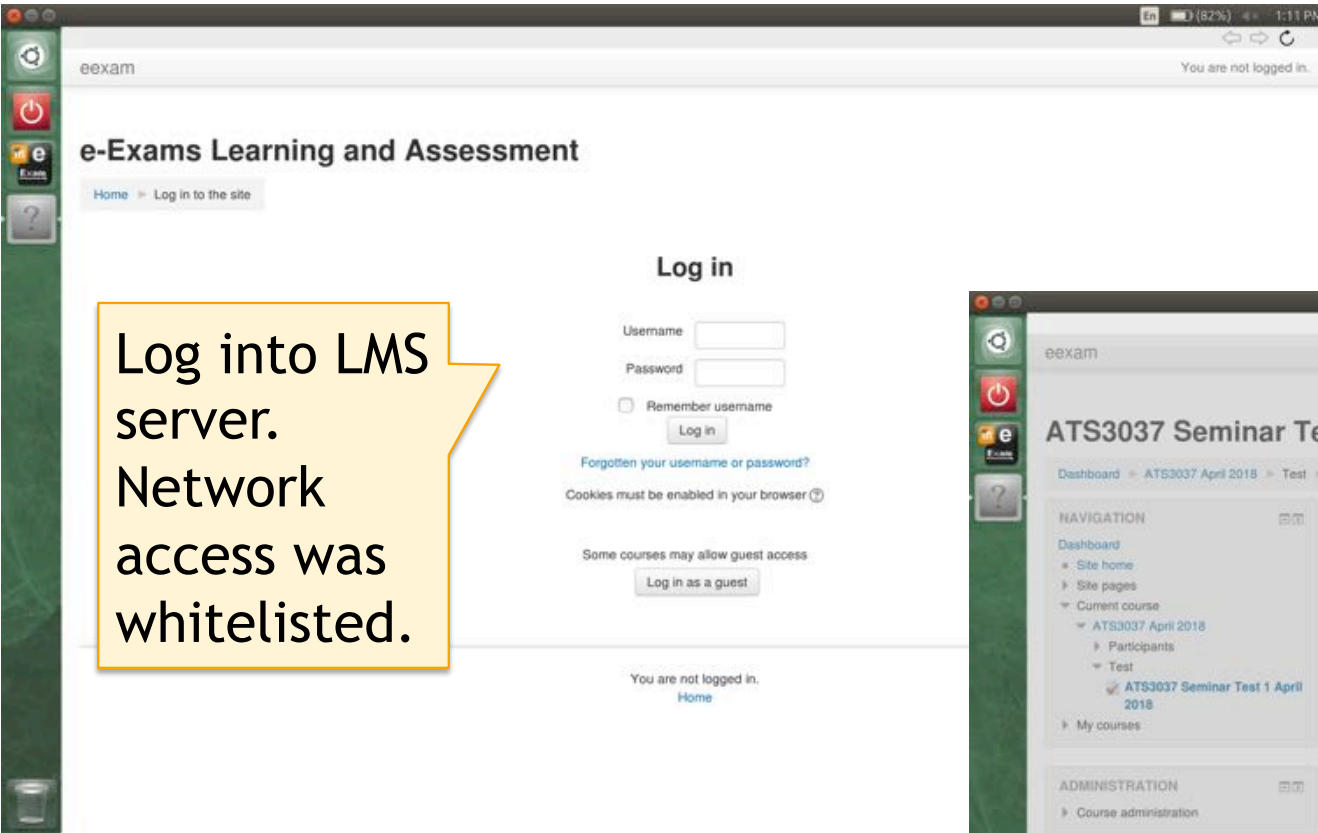 En (82%) 1:11 PM
eexam
You are not logged in.
e-Exams Learning and Assessment
Home Log in to the site
Log in
Username
Password
Remember username
Log in
Forgotten your username or password?
Cookies must be enabled in your browser
Some courses may allow guest access
Log in as a guest
You are not logged in.
Home
Log into LMS
server.
Network
access was
whitelisted.
e
Exam
?
eexam
ATS3037 Seminar Te
Dashboard ATS3037 April 2018 Test
NAVIGATION
Dashboard
Site home
Site pages
Current course
ATS3037 April 2018
Participants
Test
ATS3037 Seminar Test 1 April
2018
My courses
ADMINISTRATION
Course administration
e
Exam
?